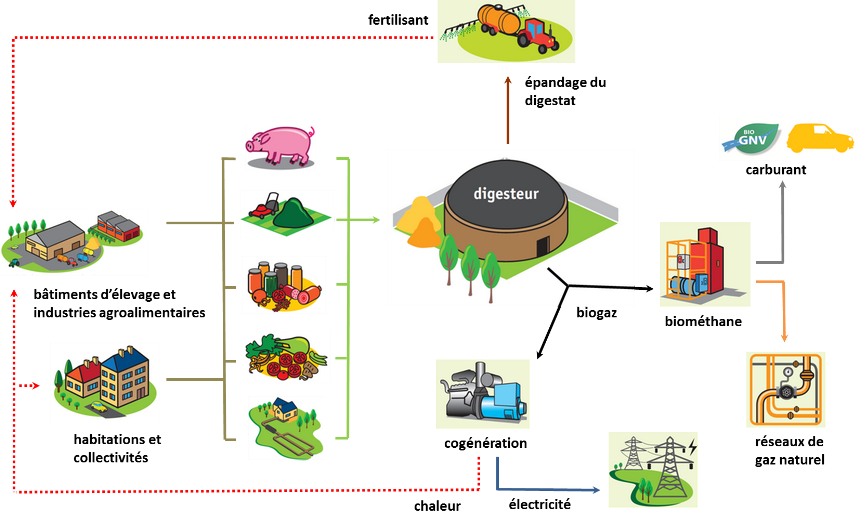 fertilisant
épandage du
digestat
BIO
GNV
carburant
digesteur
bâtiments d'élevage et
industries agroalimentaires
biogaz
biométhane
habitations et
collectivités
cogénération
réseaux de
gaz naturel
chaleur
électricité